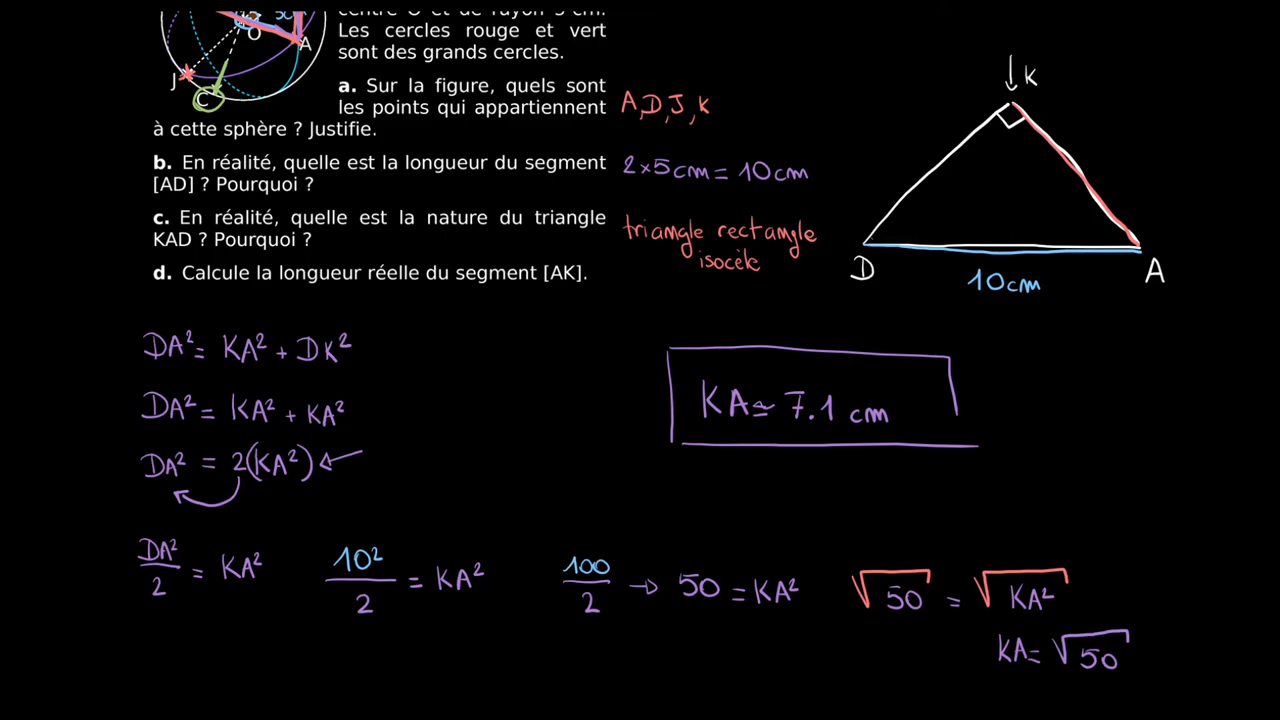 centre O et de rayon 5 cm.
Les cercles rouge et vert
sont des grands cercles.
O
A
J
C
a. Sur la figure, quels sont
les points qui appartiennent
à cette sphère ? Justifie.
A,D,J,K
b. En réalité, quelle est la longueur du segment
[AD] ? Pourquoi ?
2×5cm = 10cm
c. En réalité, quelle est la nature du triangle
KAD ? Pourquoi ?
triangle rectangle
isocèle
d. Calcule la longueur réelle du segment [AK].
K
D
10cm
A
DA² = KA² + DK²
DA² = KA² + KA²
DA² = 2(KA²)
KA ≃ 7.1 cm
DA²/2 = KA²
10²/2 = KA²
100/2 → 50 = KA²
√50 = √KA²
KA = √50